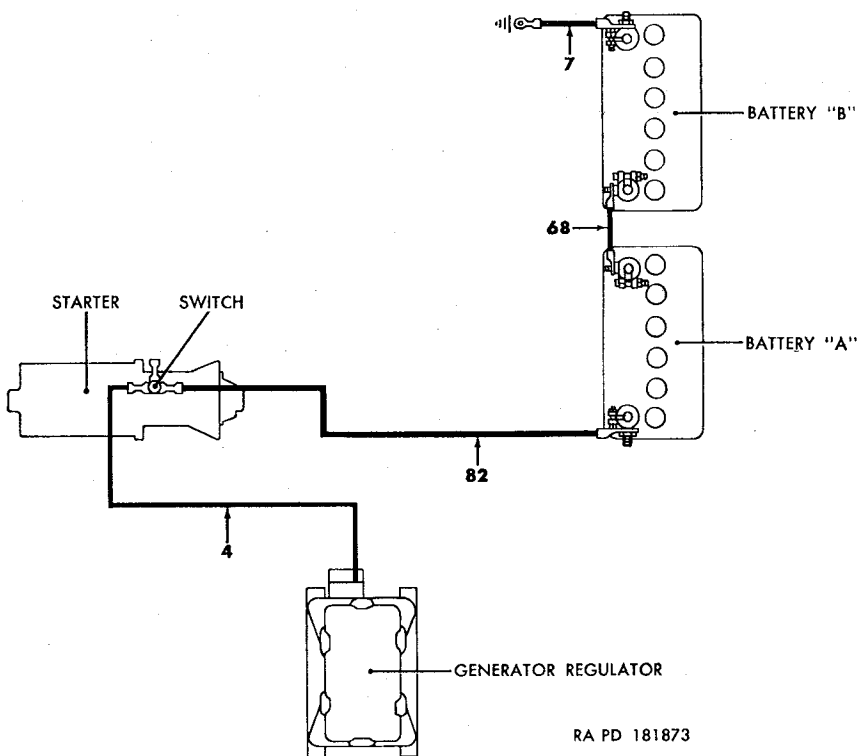 7
BATTERY "B"
68
STARTER
SWITCH
BATTERY "A"
82
4
GENERATOR REGULATOR
RA PD 181873